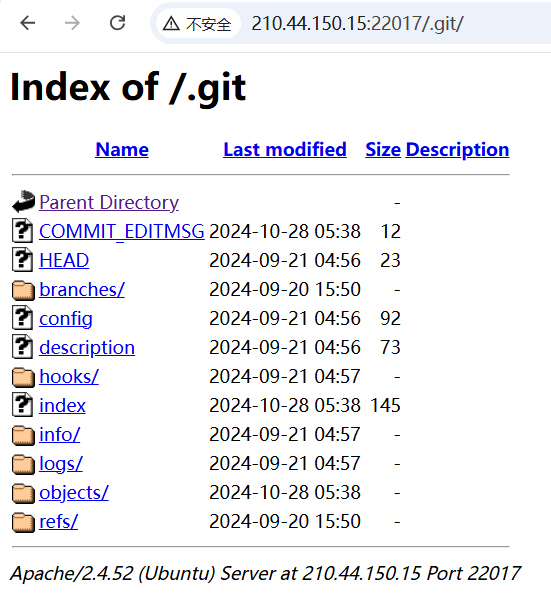 不安全 210.44.150.15:22017/.git/
Index of /.git
Name Last modified Size Description
Parent Directory -
COMMIT_EDITMSG 2024-10-28 05:38 12
HEAD 2024-09-21 04:56 23
branches/ 2024-09-20 15:50 -
config 2024-09-21 04:56 92
description 2024-09-21 04:56 73
hooks/ 2024-09-21 04:57 -
index 2024-10-28 05:38 145
info/ 2024-09-21 04:57 -
logs/ 2024-09-21 04:57 -
objects/ 2024-10-28 05:38 -
refs/ 2024-09-20 15:50 -
Apache/2.4.52 (Ubuntu) Server at 210.44.150.15 Port 22017